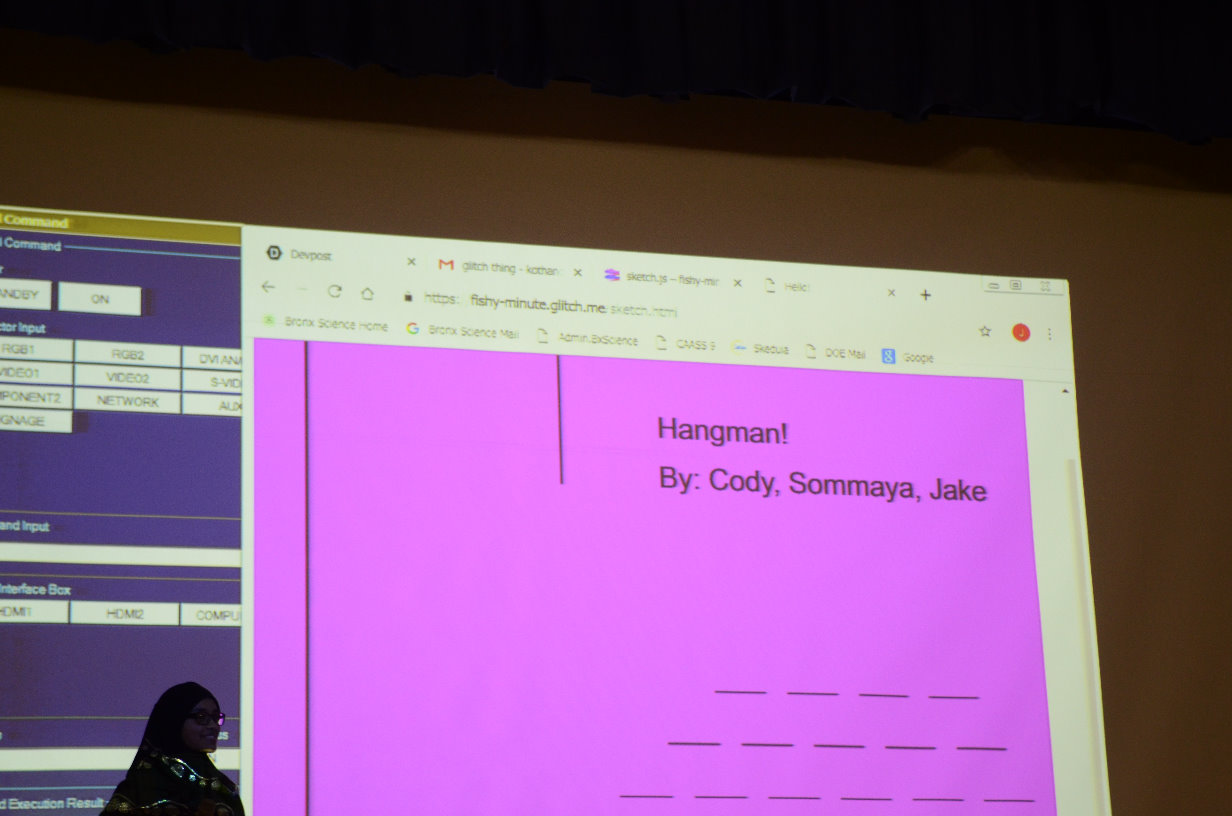 Command
Command
ANDBY ON
tor Input
RGB1 RGB2 DVI ANA
VIDEO1 VIDEO2 S-VID
PONENT2 NETWORK AUX
GNAGE
and Input
Interface Box
HDMI1 HDMI2 COMPU
d Execution Result
Devpost
glitch thing - kothan
sketch.js – fishy-mir
Hello!
https: fishy-minute.glitch.me/sketch.html
Bronx Science Home Bronx Science Mail Admin.BxScience CAASS 9 Skedula DOE Mail Google
Hangman!
By: Cody, Sommaya, Jake